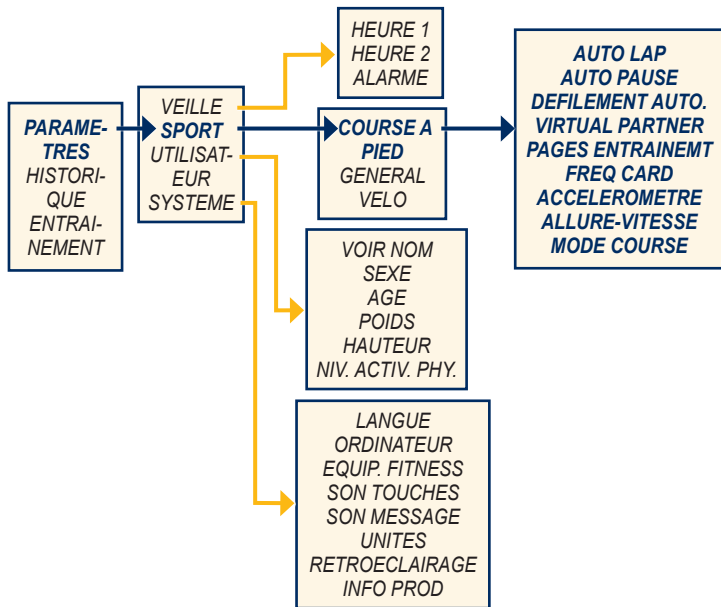 PARAME-
TRES
HISTORI-
QUE
ENTRAI-
NEMENT
VEILLE
SPORT
UTILISAT-
EUR
SYSTEME
HEURE 1
HEURE 2
ALARME
COURSE A
PIED
GENERAL
VELO
AUTO LAP
AUTO PAUSE
DEFILEMENT AUTO.
VIRTUAL PARTNER
PAGES ENTRAINEMT
FREQ CARD
ACCELEROMETRE
ALLURE-VITESSE
MODE COURSE
VOIR NOM
SEXE
AGE
POIDS
HAUTEUR
NIV. ACTIV. PHY.
LANGUE
ORDINATEUR
EQUIP. FITNESS
SON TOUCHES
SON MESSAGE
UNITES
RETROECLAIRAGE
INFO PROD